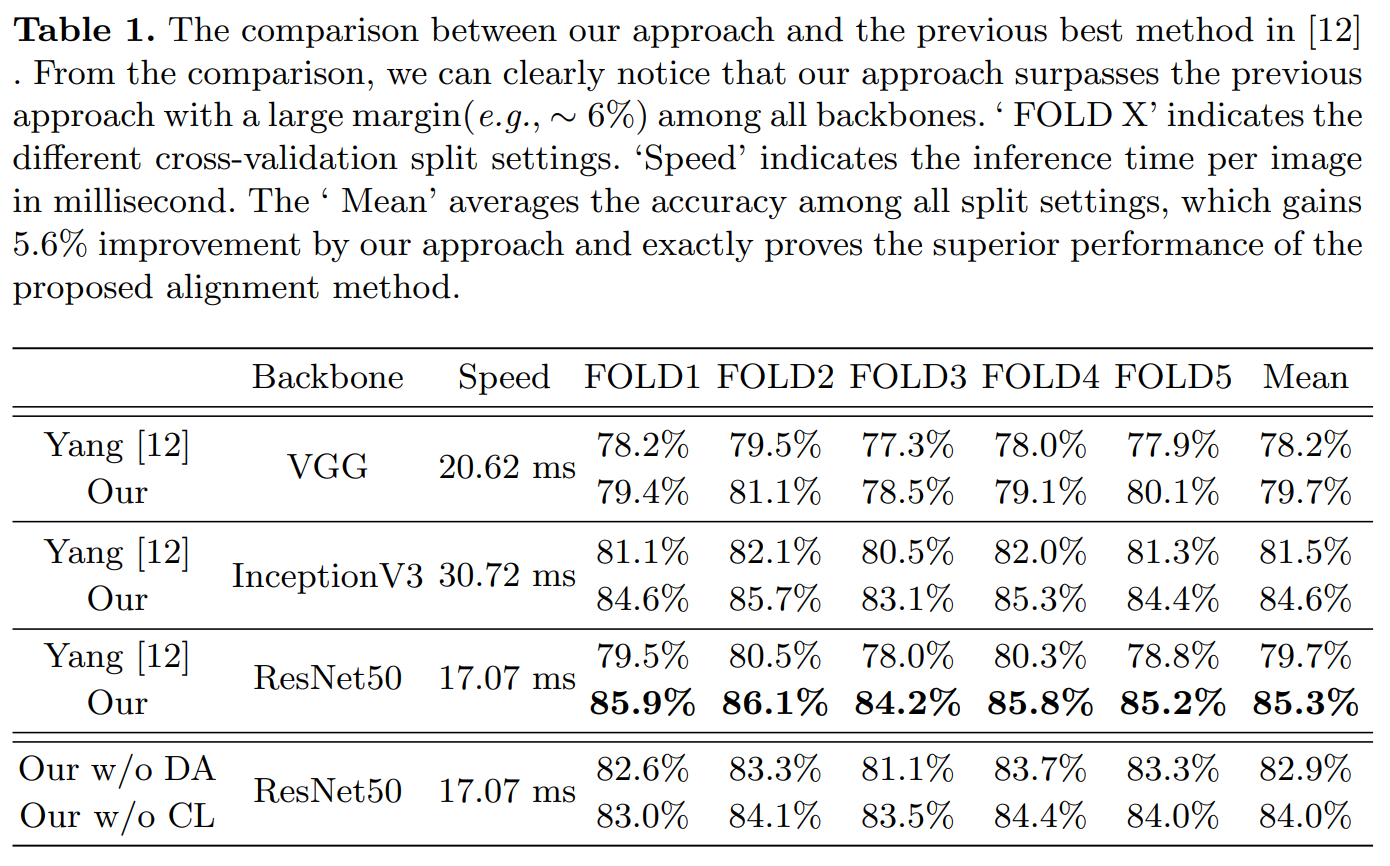 Table 1. The comparison between our approach and the previous best method in [12]
. From the comparison, we can clearly notice that our approach surpasses the previous
approach with a large margin(e.g., ∼ 6%) among all backbones. ‘ FOLD X’ indicates the
different cross-validation split settings. ‘Speed’ indicates the inference time per image
in millisecond. The ‘ Mean’ averages the accuracy among all split settings, which gains
5.6% improvement by our approach and exactly proves the superior performance of the
proposed alignment method.
Backbone Speed FOLD1 FOLD2 FOLD3 FOLD4 FOLD5 Mean
Yang [12] 78.2% 79.5% 77.3% 78.0% 77.9% 78.2%
VGG 20.62 ms
Our 79.4% 81.1% 78.5% 79.1% 80.1% 79.7%
Yang [12] 81.1% 82.1% 80.5% 82.0% 81.3% 81.5%
InceptionV3 30.72 ms
Our 84.6% 85.7% 83.1% 85.3% 84.4% 84.6%
Yang [12] 79.5% 80.5% 78.0% 80.3% 78.8% 79.7%
ResNet50 17.07 ms
Our 85.9% 86.1% 84.2% 85.8% 85.2% 85.3%
Our w/o DA 82.6% 83.3% 81.1% 83.7% 83.3% 82.9%
ResNet50 17.07 ms
Our w/o CL 83.0% 84.1% 83.5% 84.4% 84.0% 84.0%